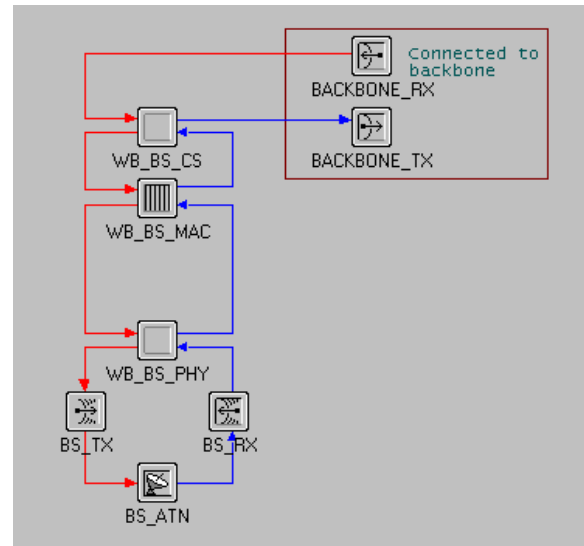 Connected to
backbone
BACKBONE_RX
BACKBONE_TX
WB_BS_CS
WB_BS_MAC
WB_BS_PHY
BS_TX
BS_RX
BS_ATN